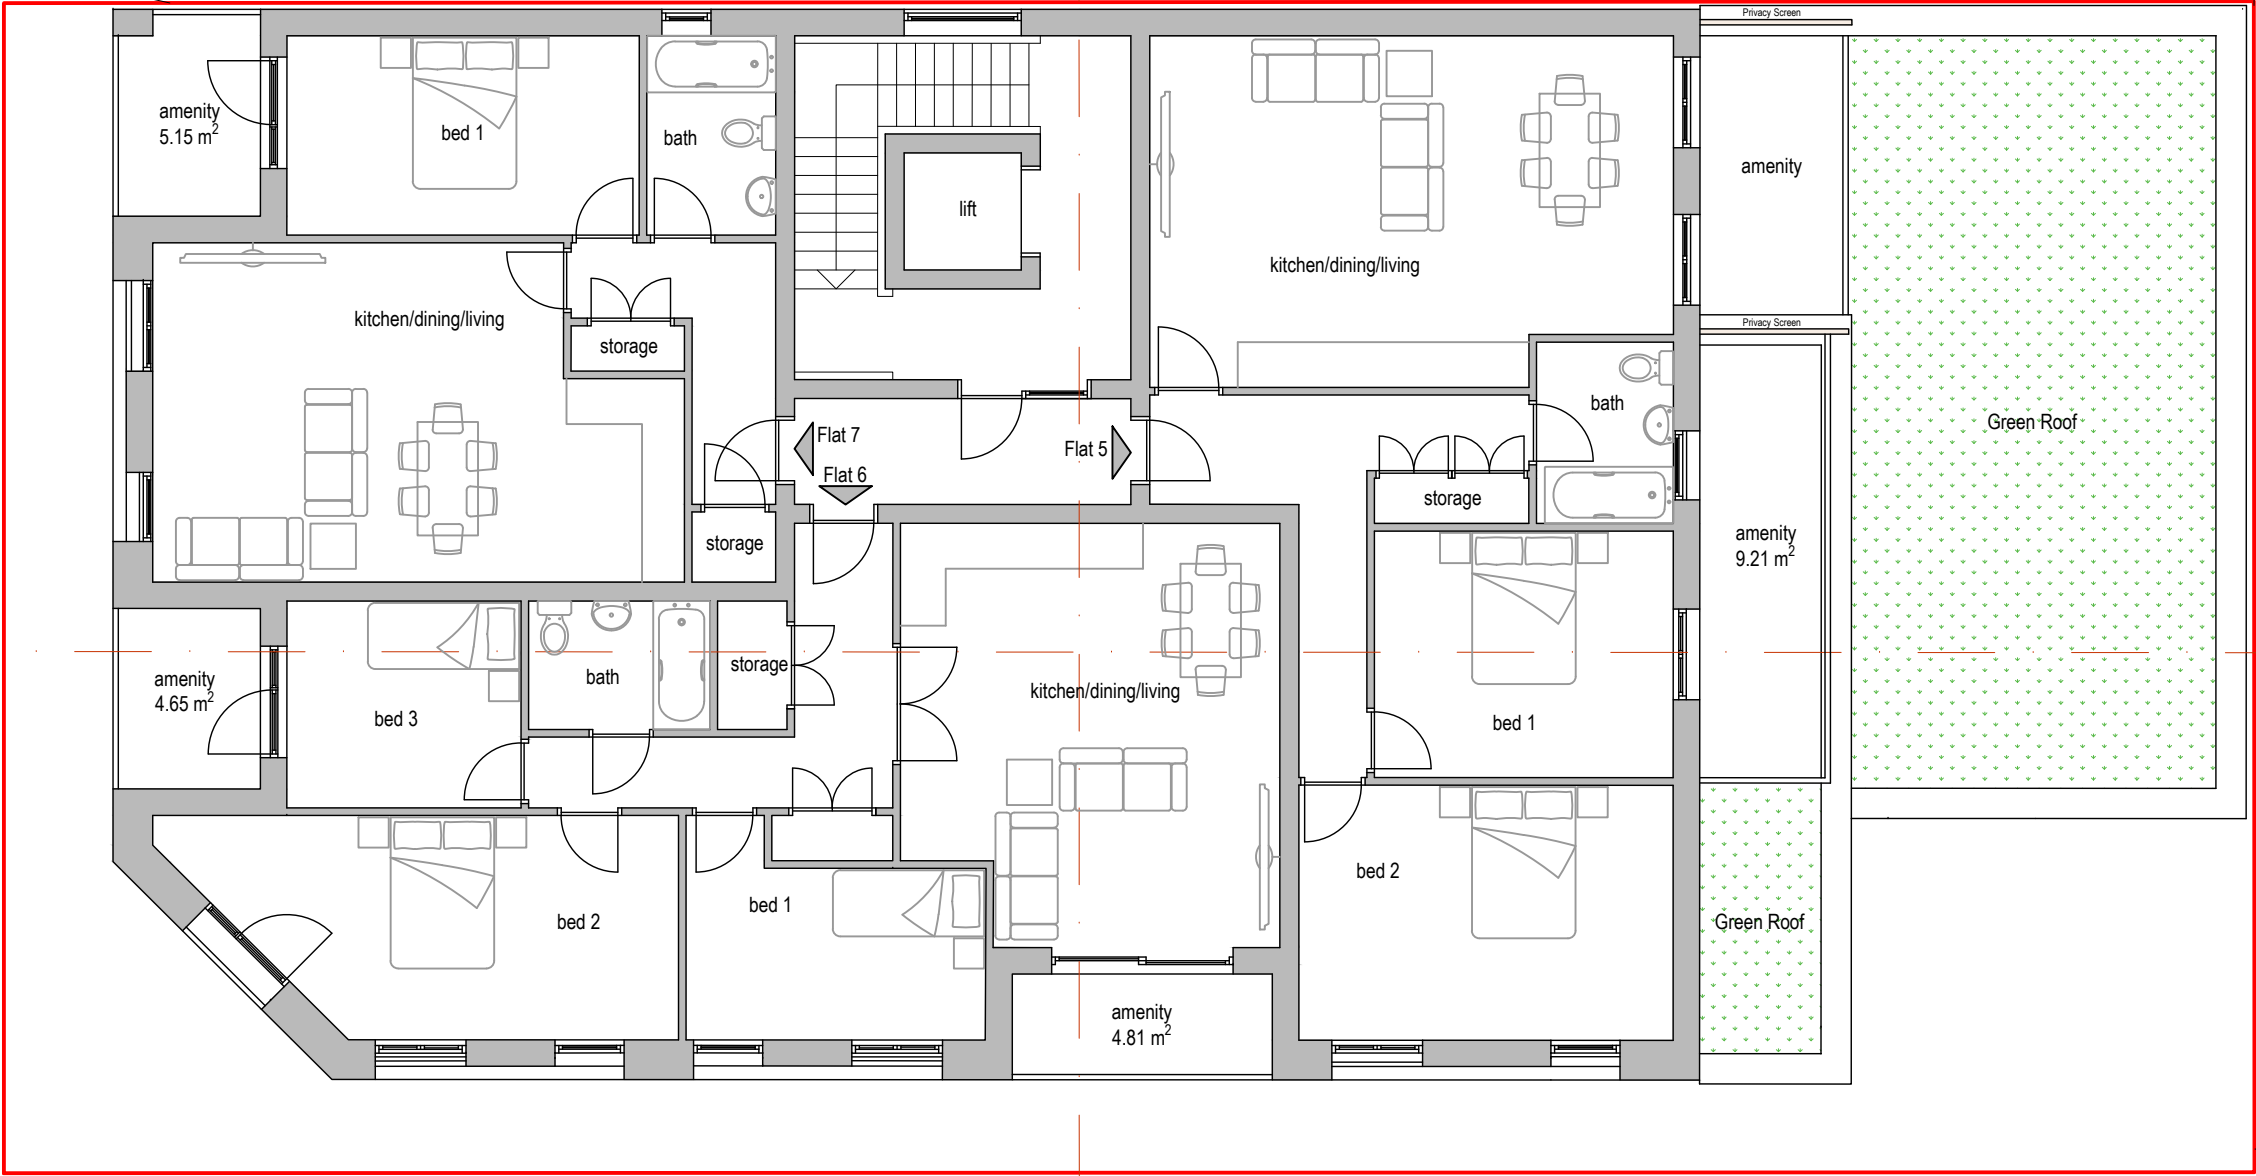 Privacy Screen
amenity
5.15 m²
bed 1
bath
lift
kitchen/dining/living
amenity
kitchen/dining/living
storage
Privacy Screen
bath
Green Roof
Flat 7
Flat 6
Flat 5
storage
storage
amenity
9.21 m²
amenity
4.65 m²
bed 3
bath
storage
kitchen/dining/living
bed 1
bed 2
bed 1
bed 2
Green Roof
amenity
4.81 m²